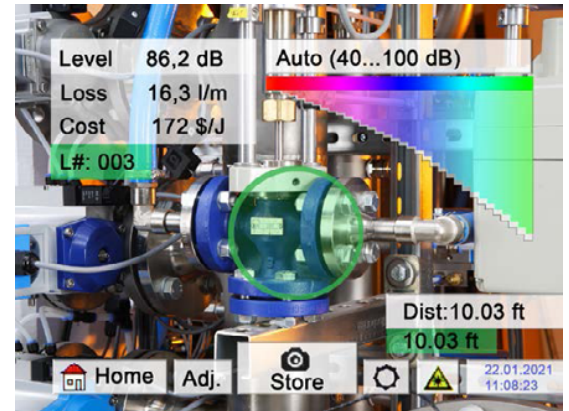 Level 86,2 dB
Auto (40...100 dB)
Loss 16,3 l/m
Cost 172 $/J
L#: 003
Dist:10.03 ft
10.03 ft
Home
Adj.
Store
22.01.2021
11:08:23